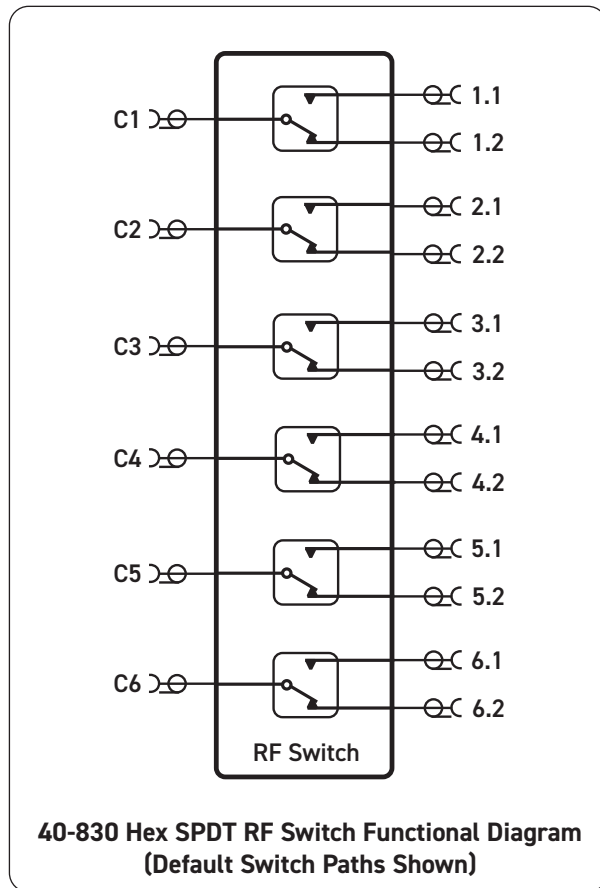 C1
1.1
1.2
C2
2.1
2.2
C3
3.1
3.2
C4
4.1
4.2
C5
5.1
5.2
C6
6.1
6.2
RF Switch
40-830 Hex SPDT RF Switch Functional Diagram
(Default Switch Paths Shown)